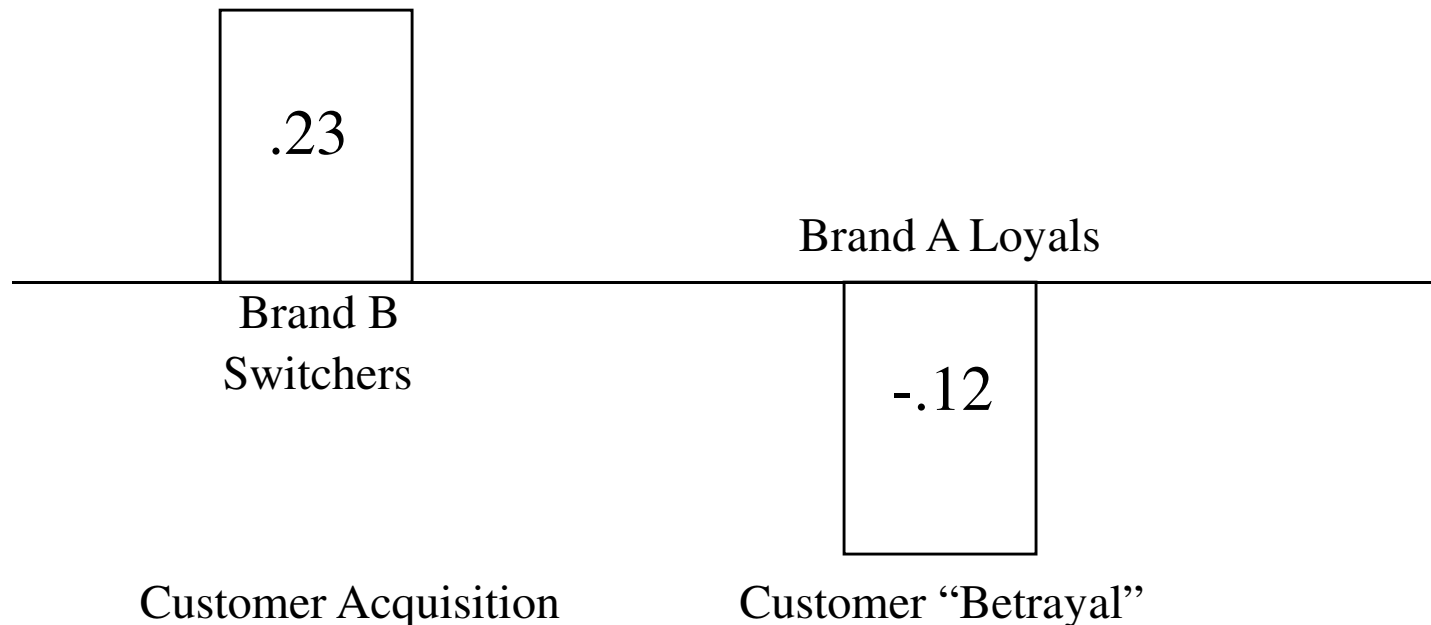 .23
Brand A Loyals
Brand B
Switchers
-.12
Customer Acquisition
Customer “Betrayal”